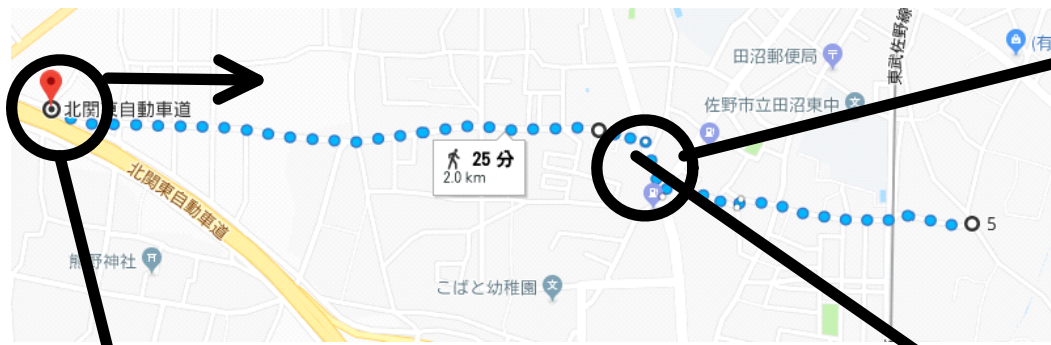 東武佐野線
(有
田沼郵便局
佐野市立田沼東中
北関東自動車道
25 分
2.0 km
北関東自動車道
5
熊野神社
こばと幼稚園